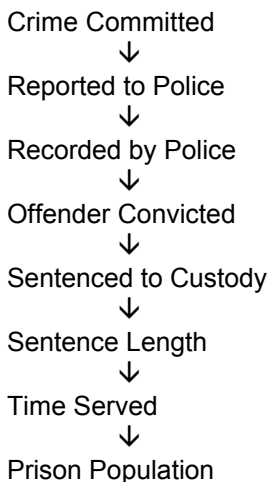 Crime Committed
↓
Reported to Police
↓
Recorded by Police
↓
Offender Convicted
↓
Sentenced to Custody
↓
Sentence Length
↓
Time Served
↓
Prison Population